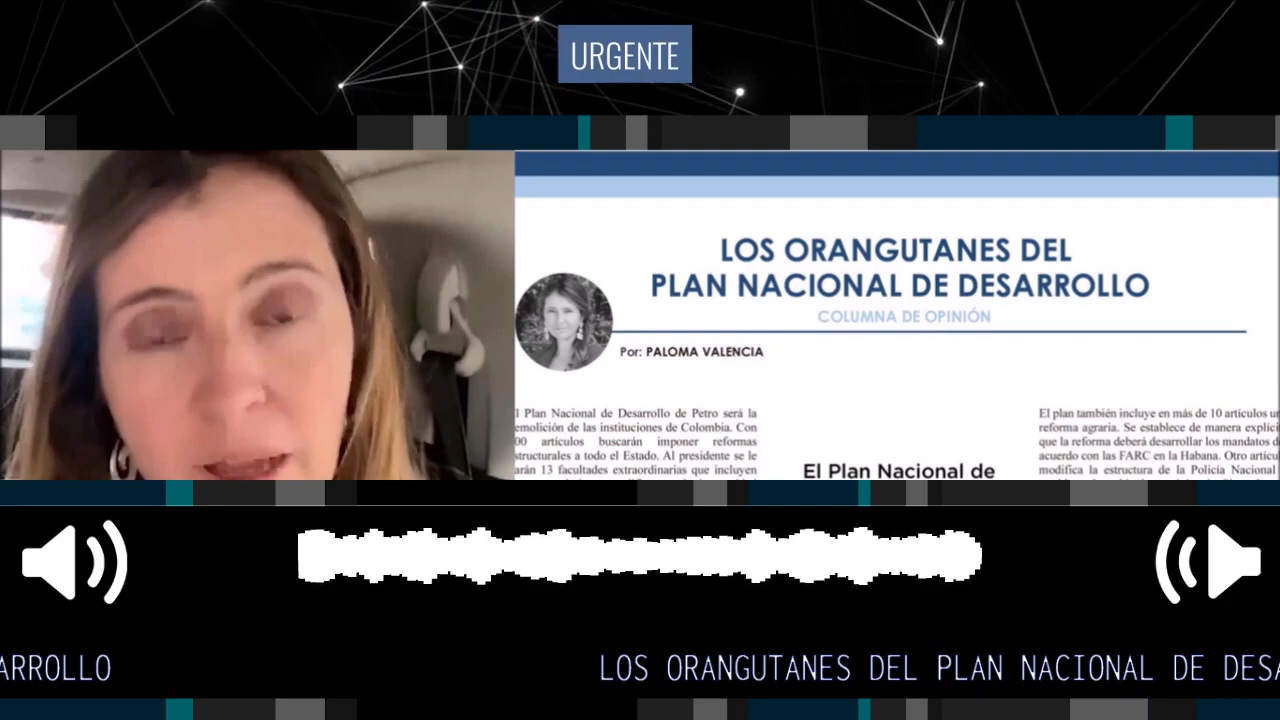 URGENTE
LOS ORANGUTANES DEL
PLAN NACIONAL DE DESARROLLO
COLUMNA DE OPINIÓN
Por: PALOMA VALENCIA
l Plan Nacional de Desarrollo de Petro será la
emolición de las instituciones de Colombia. Con
00 artículos buscarán imponer reformas
structurales a todo el Estado. Al presidente se le
arán 13 facultades extraordinarias que incluyen
El Plan Nacional de
El plan también incluye en más de 10 artículos un
reforma agraria. Se establece de manera explíci
que la reforma deberá desarrollar los mandatos d
acuerdo con las FARC en la Habana. Otro artícu
modifica la estructura de la Policía Nacional
ARROLLO
LOS ORANGUTANES DEL PLAN NACIONAL DE DESA